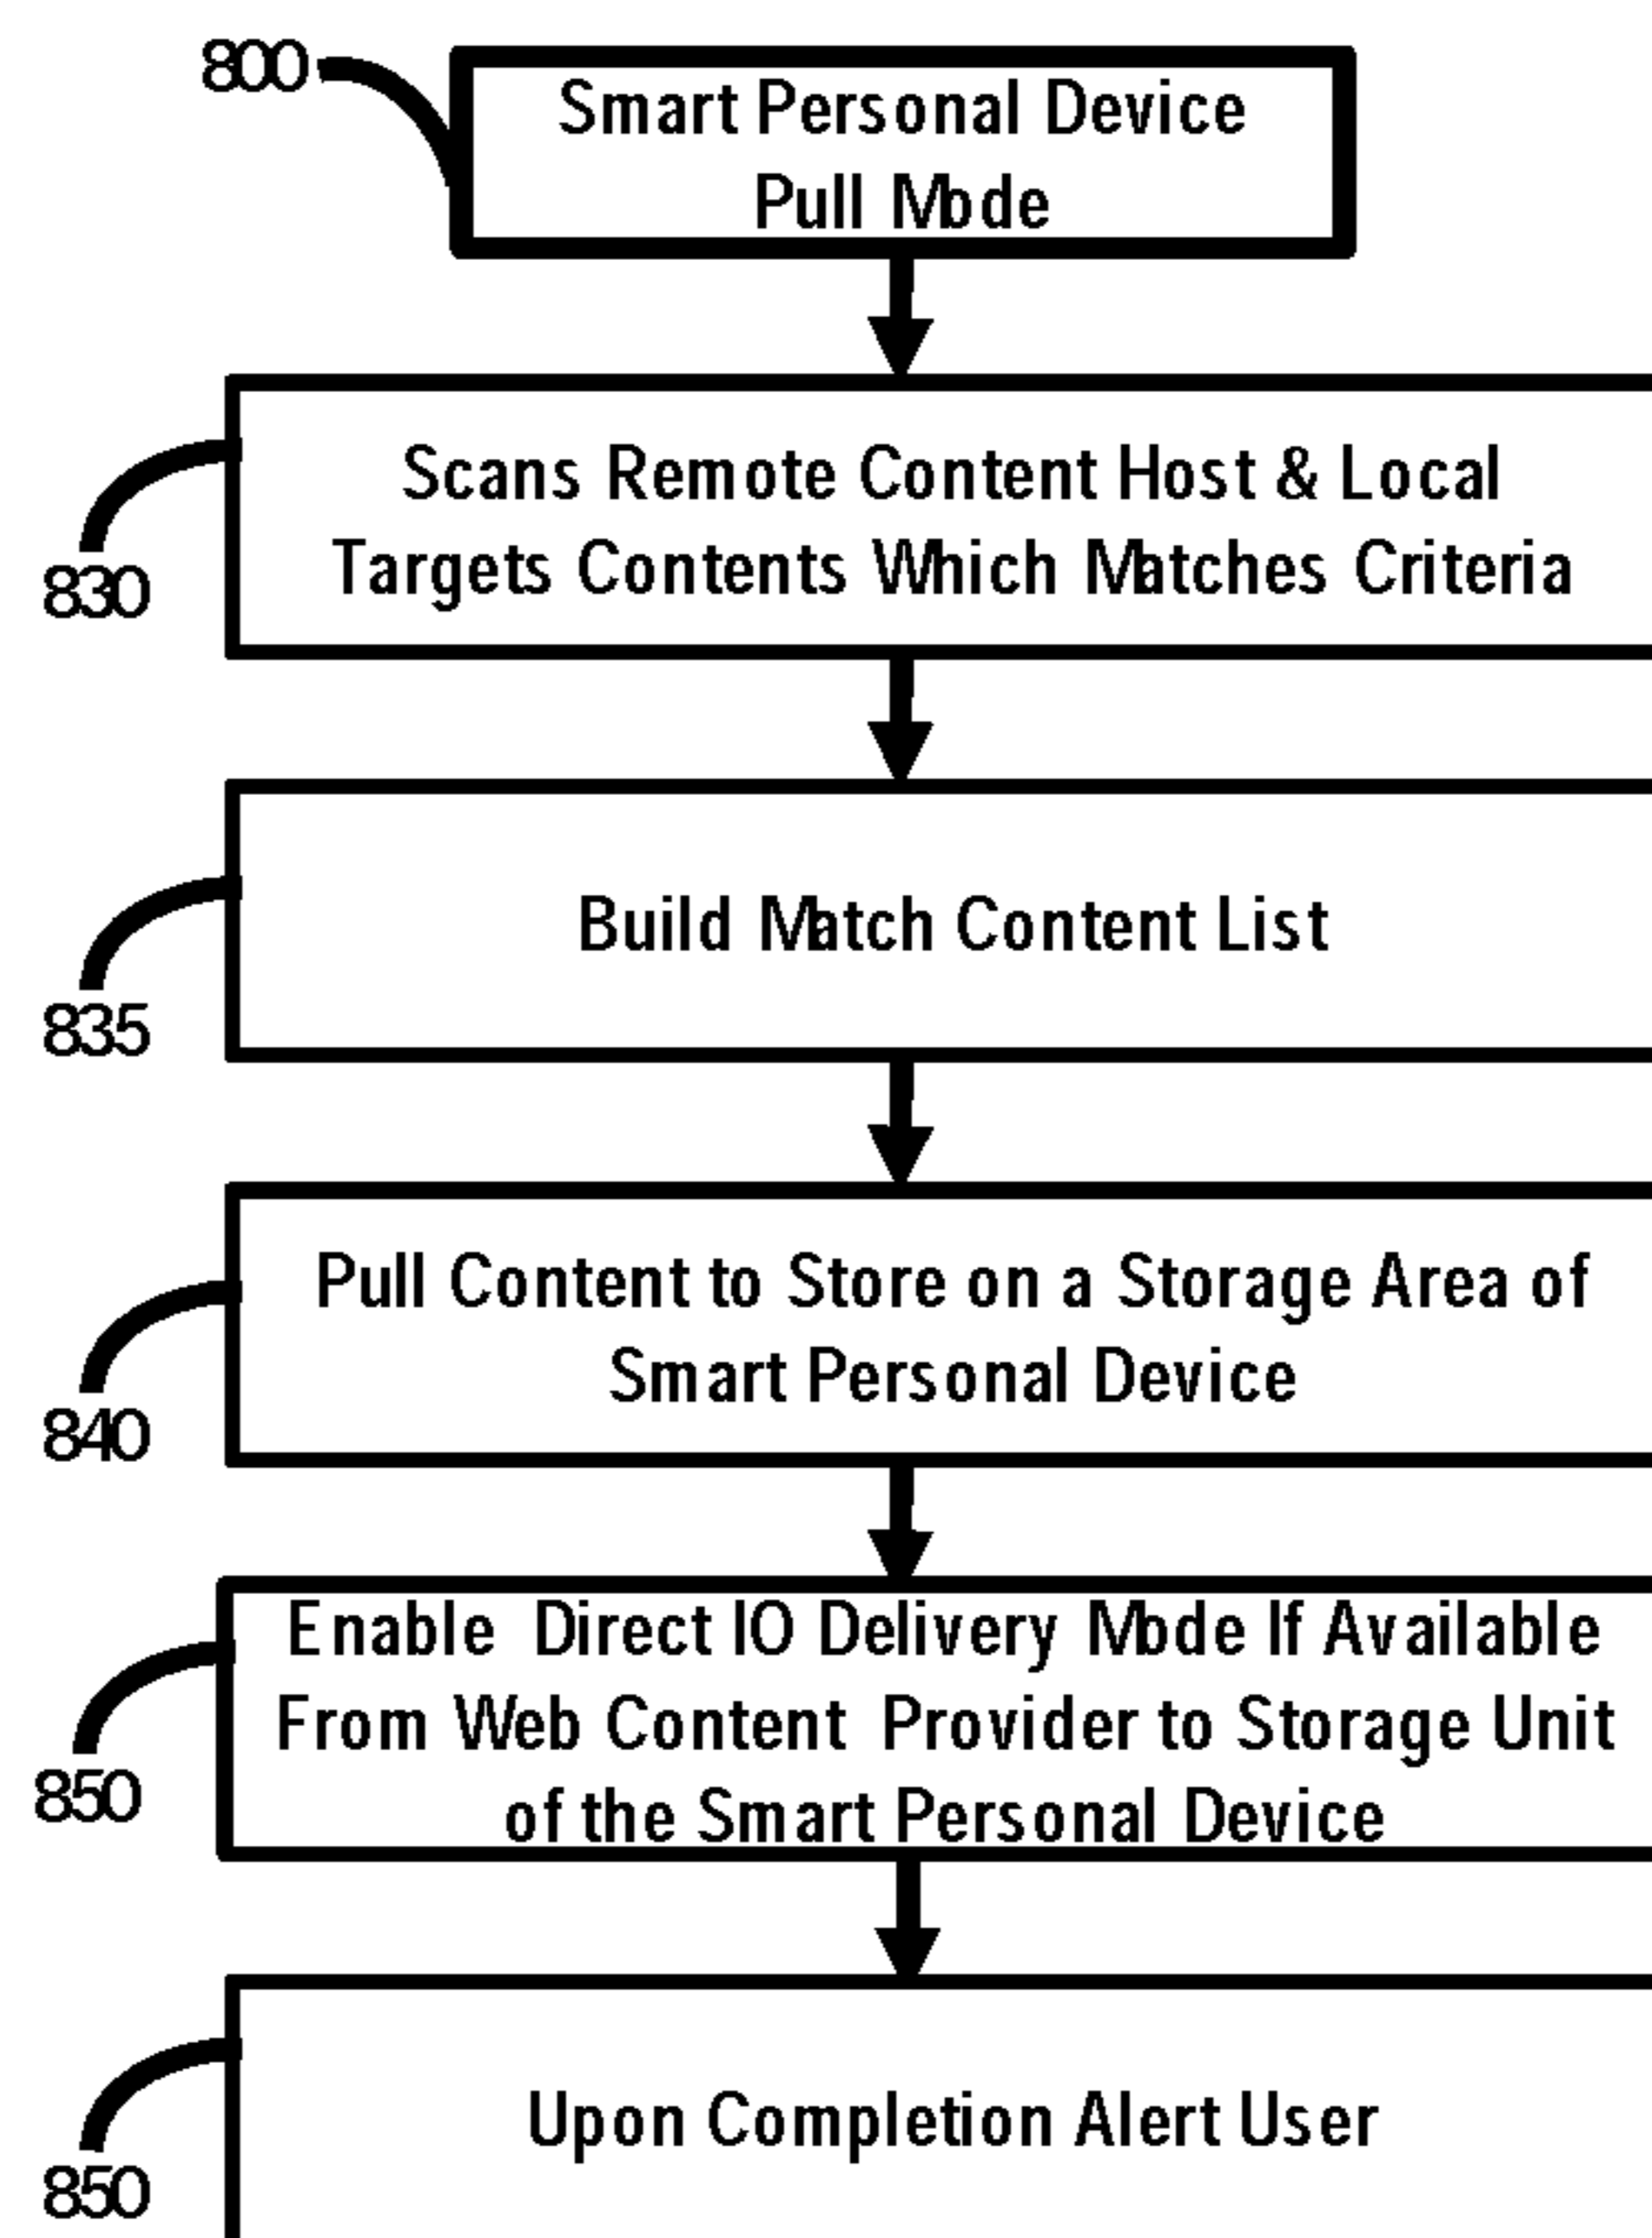 800
Smart Personal Device
Pull Mode
Scans Remote Content Host & Local
Targets Contents Which Matches Criteria
830
Build Match Content List
835
Pull Content to Store on a Storage Area of
Smart Personal Device
840
Enable Direct IO Delivery Mode If Available
From Web Content Provider to Storage Unit
of the Smart Personal Device
850
Upon Completion Alert User
850